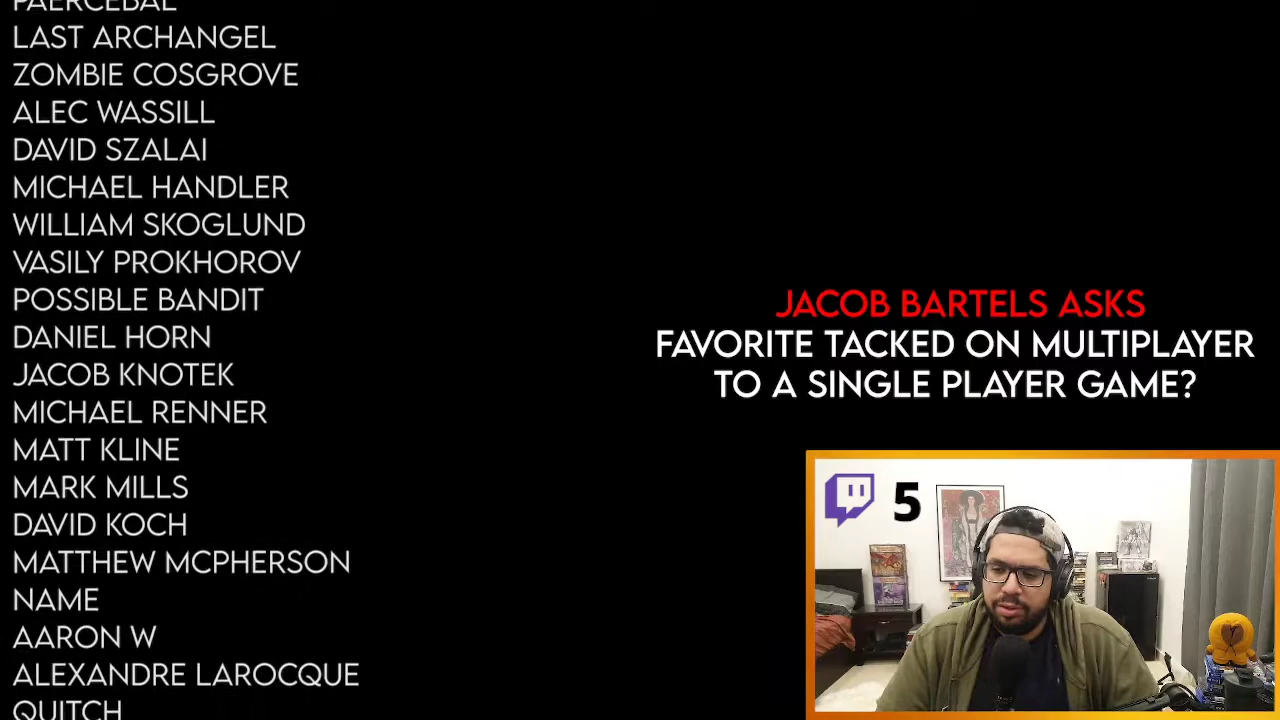 PAERCEBAL
LAST ARCHANGEL
ZOMBIE COSGROVE
ALEC WASSILL
DAVID SZALAI
MICHAEL HANDLER
WILLIAM SKOGLUND
VASILY PROKHOROV
POSSIBLE BANDIT
DANIEL HORN
JACOB KNOTEK
MICHAEL RENNER
MATT KLINE
MARK MILLS
DAVID KOCH
MATTHEW MCPHERSON
NAME
AARON W
ALEXANDRE LAROCQUE
QUITCH
JACOB BARTELS ASKS
FAVORITE TACKED ON MULTIPLAYER
TO A SINGLE PLAYER GAME?
5